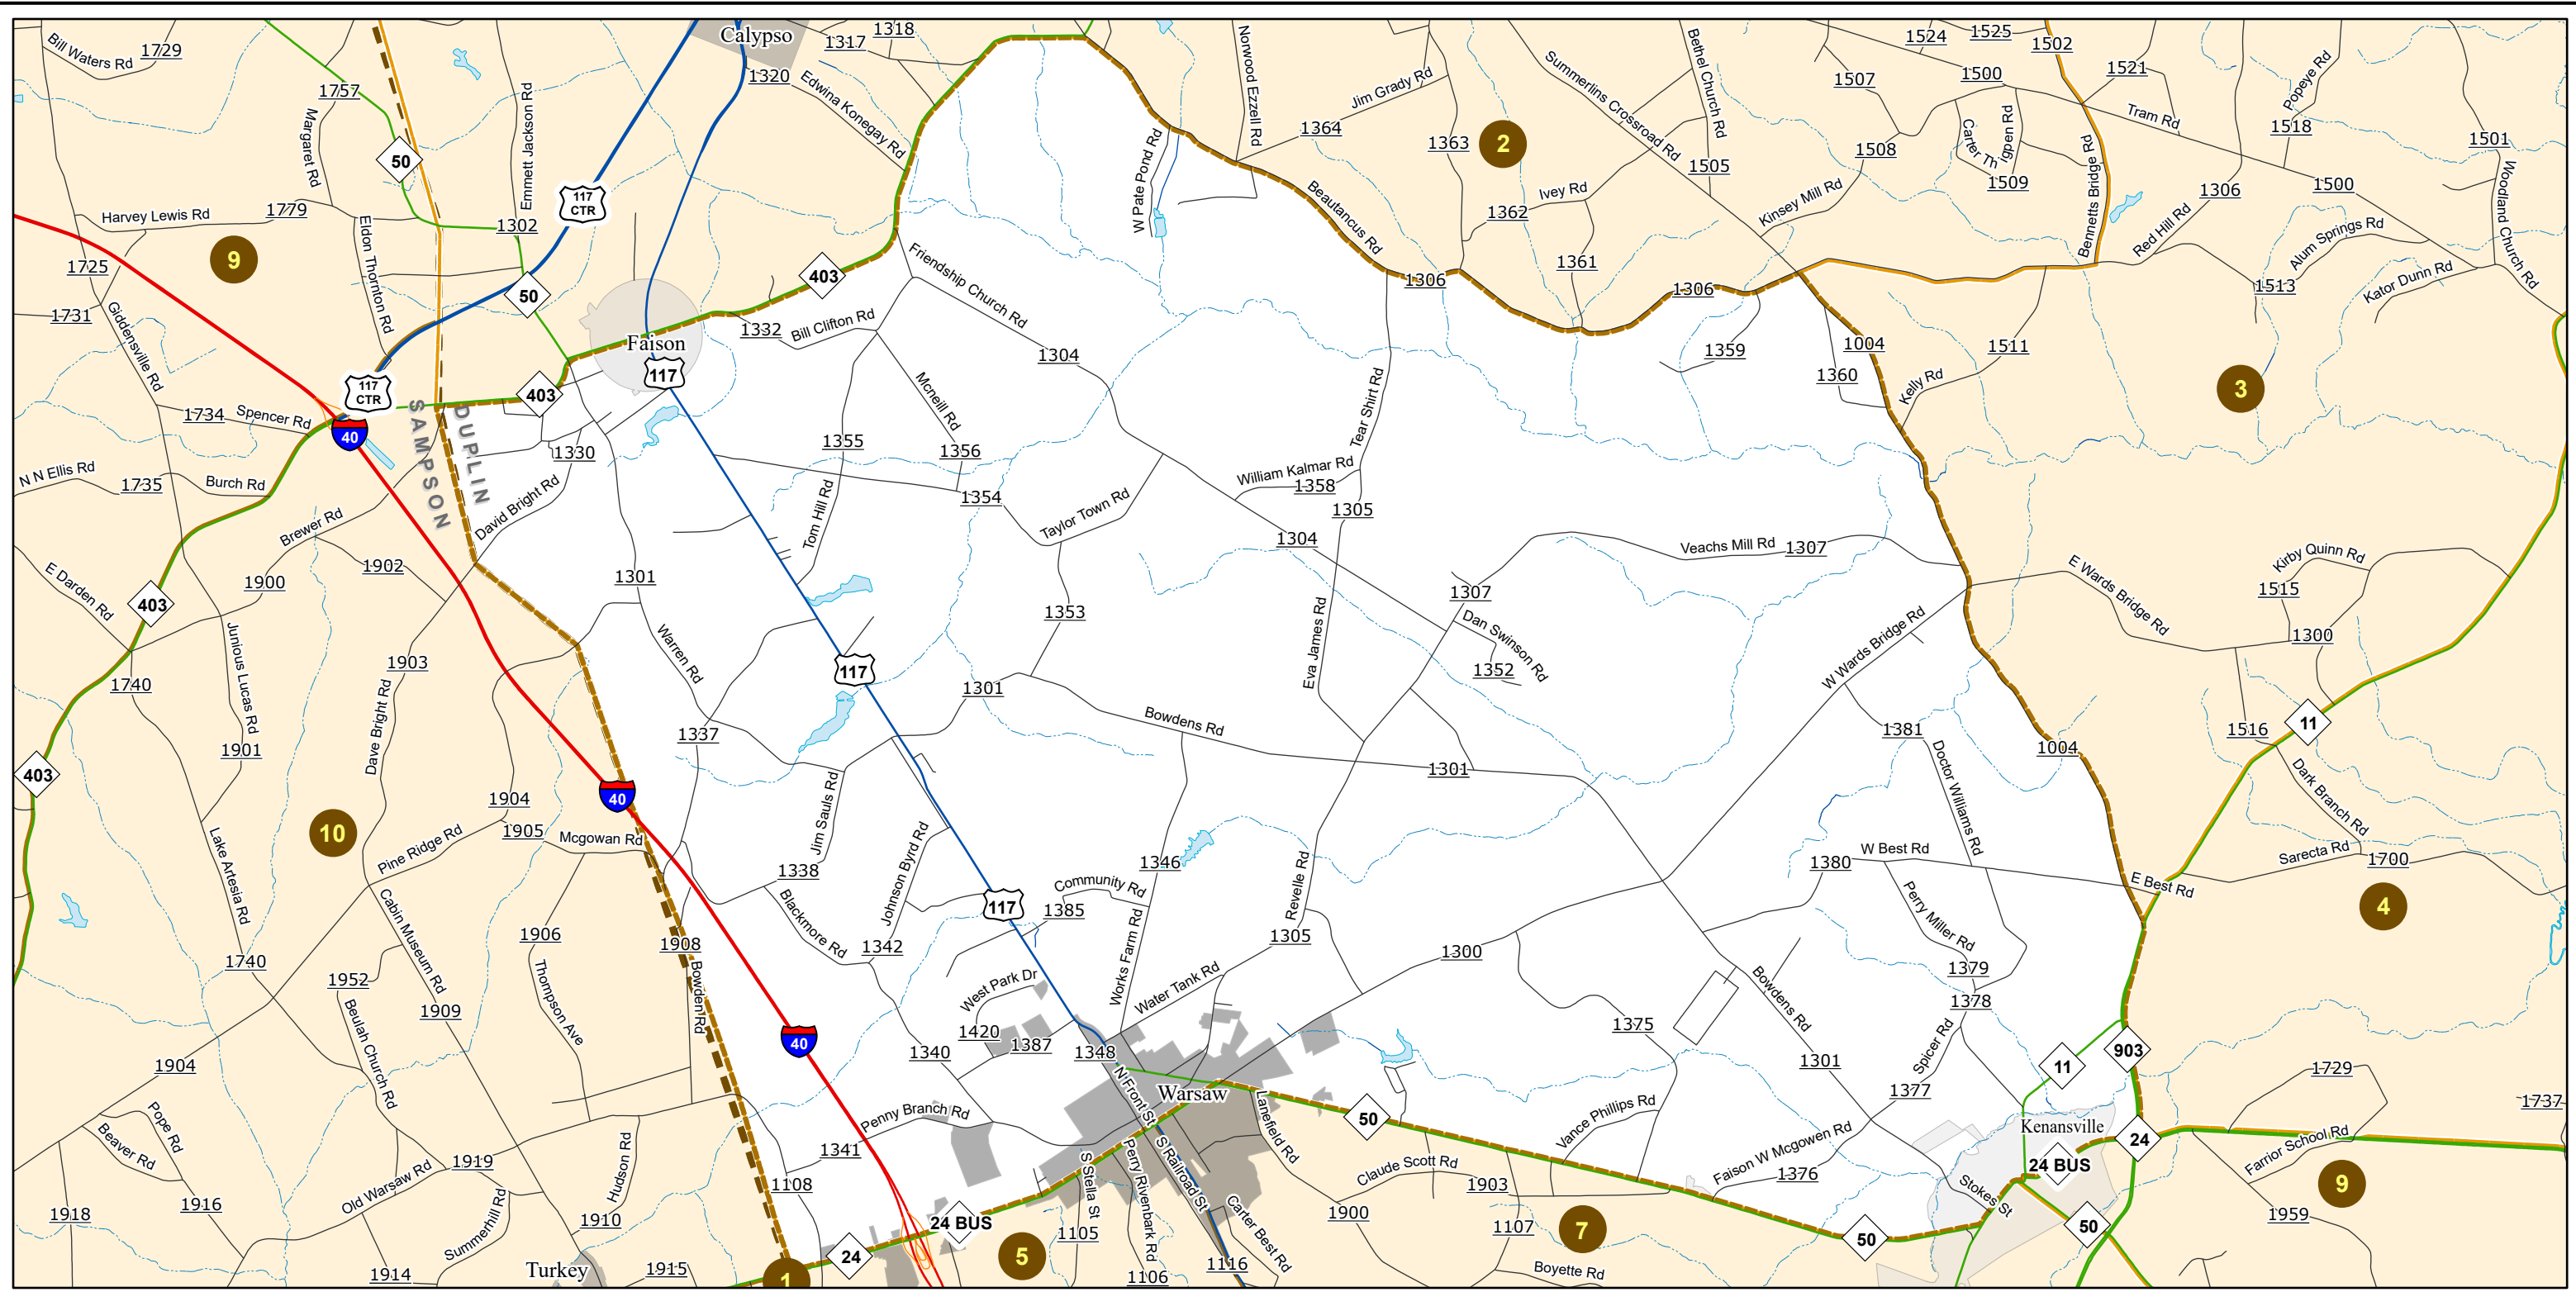 Bill Waters Rd
1729
Calypso
1317
1318
1320
Edwina Konegay Rd
Norwood Ezzell Rd
Jim Grady Rd
1364
1363
2
Summerlins Crossroad Rd
Bethel Church Rd
1505
1524
1525
1502
1507
1500
1521
Popeye Rd
1518
Tram Rd
1501
1757
Margaret Rd
50
Emmett Jackson Rd
117
CTR
W Pate Pond Rd
Ivey Rd
1362
1361
Kinsey Mill Rd
1508
Carter Th
Igpen Rd
1509
Bennetts Bridge Rd
1306
Red Hill Rd
1500
Woodland Church Rd
Alum Springs Rd
1513
Kator Dunn Rd
Harvey Lewis Rd
1779
1302
9
1725
Eldon Thornton Rd
50
403
Friendship Church Rd
Beautancus Rd
1306
1306
1731
Giddensville Rd
Faison
117
1332
Bill Clifton Rd
1304
1359
1360
1004
Kelly Rd
1511
3
117
CTR
40
403
1734
Spencer Rd
SAMPSON
DUPLIN
Mcneill Rd
1355
1356
Tear Shirt Rd
N N Ellis Rd
1735
Burch Rd
1330
David Bright Rd
Brewer Rd
1354
Taylor Town Rd
William Kalmar Rd
1358
1305
Tom Hill Rd
1304
Veachs Mill Rd
1307
E Darden Rd
403
1900
1902
1301
1353
1307
Dan Swinson Rd
1352
E Wards Bridge Rd
Kirby Quinn Rd
1515
1300
Junious Lucas Rd
1903
Warren Rd
117
1301
Eva James Rd
W Wards Bridge Rd
1740
1901
Dave Bright Rd
1337
Bowdens Rd
1301
1381
Doctor Williams Rd
1004
1516
11
Dark Branch Rd
403
10
40
1904
1905
Mcgowan Rd
Pine Ridge Rd
Jim Sauls Rd
1338
Johnson Byrd Rd
1346
Revelle Rd
1380
W Best Rd
E Best Rd
Sarecta Rd
1700
4
Lake Artesia Rd
Cabin Museum Rd
Blackmore Rd
1342
117
Community Rd
1385
1305
1300
Perry Miller Rd
1379
1740
1906
1908
Thompson Ave
Bowden Rd
1952
Beulah Church Rd
1909
West Park Dr
1420
1387
Works Farm Rd
Water Tank Rd
1348
Bowdens Rd
1378
1375
1301
Spicer Rd
1377
11
903
40
1340
1904
Pope Rd
Beaver Rd
Penny Branch Rd
1341
N Front St
Warsaw
Lanefield Rd
50
Vance Phillips Rd
Faison W Mcgowen Rd
1376
Kenansville
24
24 BUS
1729
1737
Farrior School Rd
9
1959
Old Warsaw Rd
1919
Hudson Rd
1108
S Stella St
Perry Rivenbark Rd
S Railroad St
Claude Scott Rd
1903
1900
Stokes St
50
50
1918
1916
Summerhill Rd
1910
24 BUS
24
1105
Carter Best Rd
1107
7
1914
Turkey
1915
1
5
1106
1116
Boyette Rd